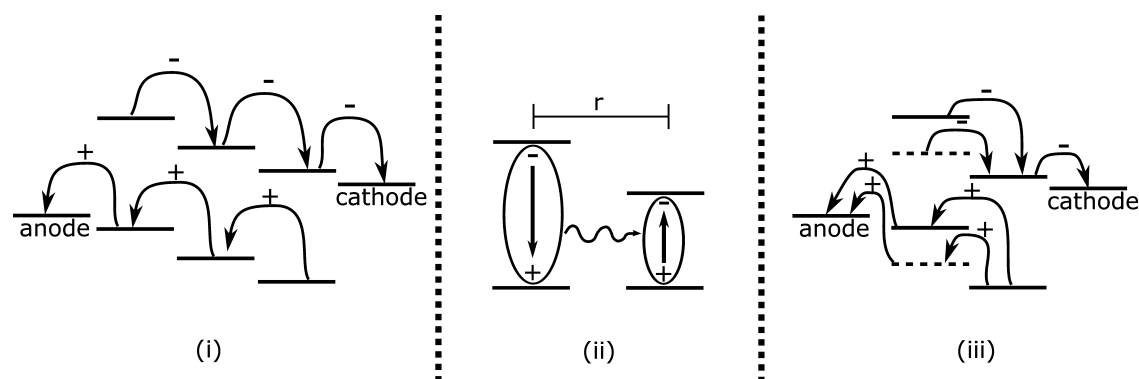 - - -
+ + +
anode
cathode
(i)
r
- -
+ +
(ii)
- - -
+ + + +
anode
cathode
(iii)